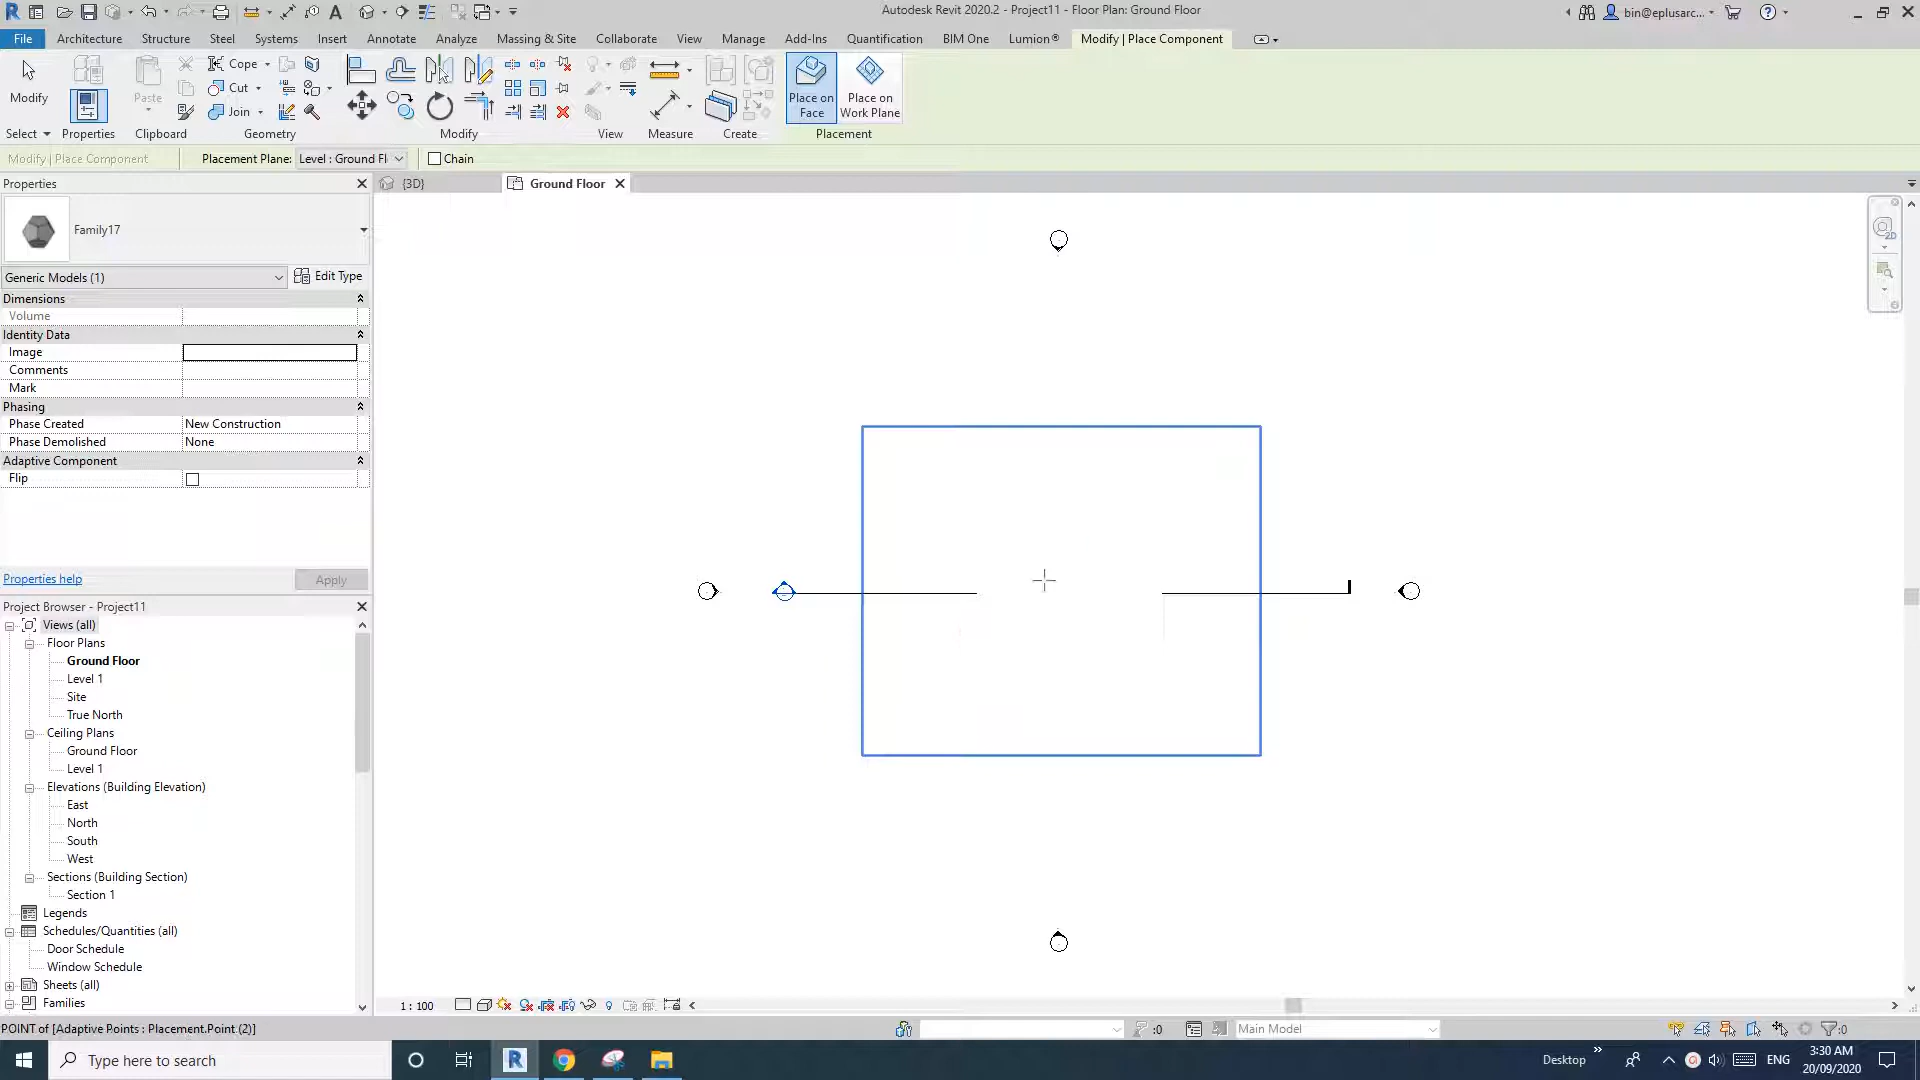 Autodesk Revit 2020.2 - Project11 - Floor Plan: Ground Floor
bin@eplusarc...
File Architecture Structure Steel Systems Insert Annotate Analyze Massing & Site Collaborate View Manage Add-Ins Quantification BIM One Lumion® Modify | Place Component
Modify
Paste
Cope
Cut
Join
Place on Face
Place on Work Plane
Select Properties Clipboard Geometry Modify View Measure Create Placement
Modify | Place Component Placement Plane: Level : Ground Fl Chain
Properties
{3D} Ground Floor
Family17
Generic Models (1) Edit Type
Dimensions
Volume
Identity Data
Image
Comments
Mark
Phasing
Phase Created New Construction
Phase Demolished None
Adaptive Component
Flip
Properties help Apply
Project Browser - Project11
Views (all)
Floor Plans
Ground Floor
Level 1
Site
True North
Ceiling Plans
Ground Floor
Level 1
Elevations (Building Elevation)
East
North
South
West
Sections (Building Section)
Section 1
Legends
Schedules/Quantities (all)
Door Schedule
Window Schedule
Sheets (all)
Families
2D
1 : 100
POINT of [Adaptive Points : Placement.Point (2)] :0 Main Model :0
Type here to search
Desktop
ENG
3:30 AM
20/09/2020